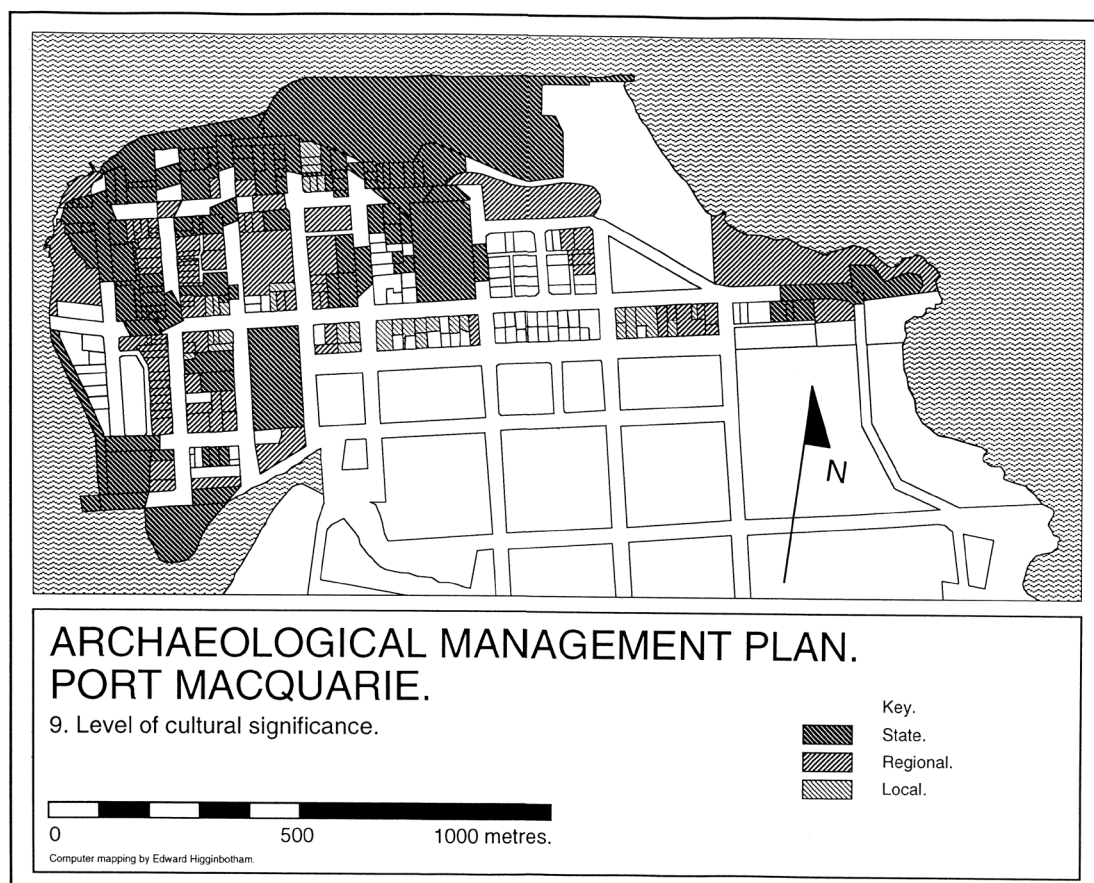 N
ARCHAEOLOGICAL MANAGEMENT PLAN.
PORT MACQUARIE.
9. Level of cultural significance.
Key.
State.
Regional.
Local.
0 500 1000 metres.
Computer mapping by Edward Higginbotham.